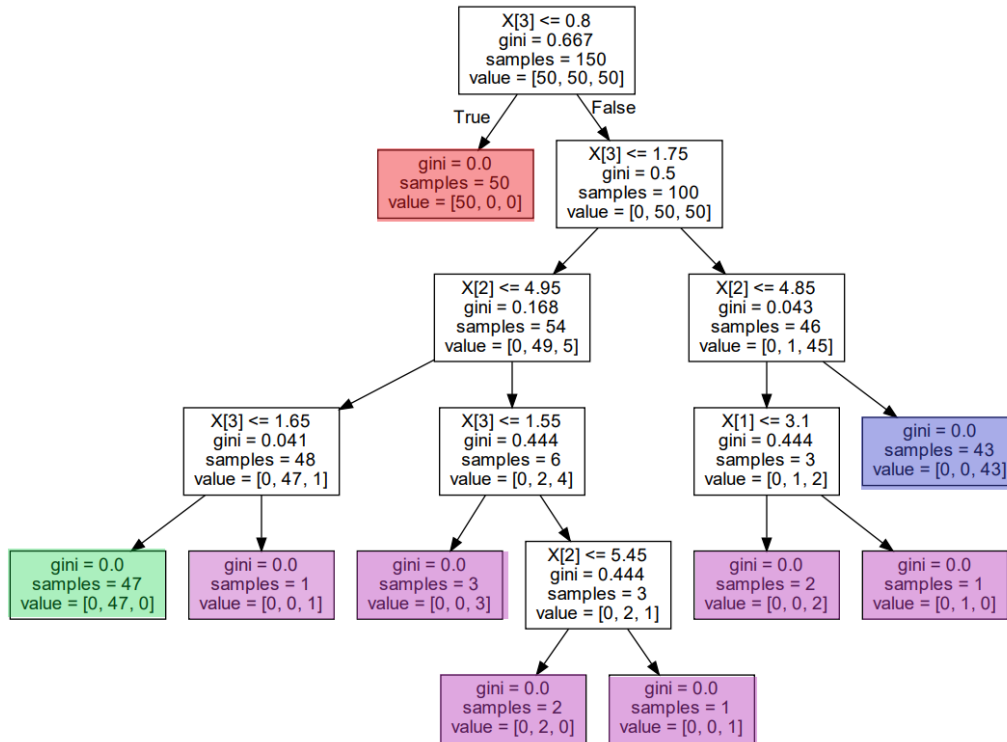 X[3] <= 0.8
gini = 0.667
samples = 150
value = [50, 50, 50]
True
False
gini = 0.0
samples = 50
value = [50, 0, 0]
X[3] <= 1.75
gini = 0.5
samples = 100
value = [0, 50, 50]
X[2] <= 4.95
gini = 0.168
samples = 54
value = [0, 49, 5]
X[2] <= 4.85
gini = 0.043
samples = 46
value = [0, 1, 45]
X[3] <= 1.65
gini = 0.041
samples = 48
value = [0, 47, 1]
X[3] <= 1.55
gini = 0.444
samples = 6
value = [0, 2, 4]
X[1] <= 3.1
gini = 0.444
samples = 3
value = [0, 1, 2]
gini = 0.0
samples = 43
value = [0, 0, 43]
gini = 0.0
samples = 47
value = [0, 47, 0]
gini = 0.0
samples = 1
value = [0, 0, 1]
gini = 0.0
samples = 3
value = [0, 0, 3]
X[2] <= 5.45
gini = 0.444
samples = 3
value = [0, 2, 1]
gini = 0.0
samples = 2
value = [0, 0, 2]
gini = 0.0
samples = 1
value = [0, 1, 0]
gini = 0.0
samples = 2
value = [0, 2, 0]
gini = 0.0
samples = 1
value = [0, 0, 1]